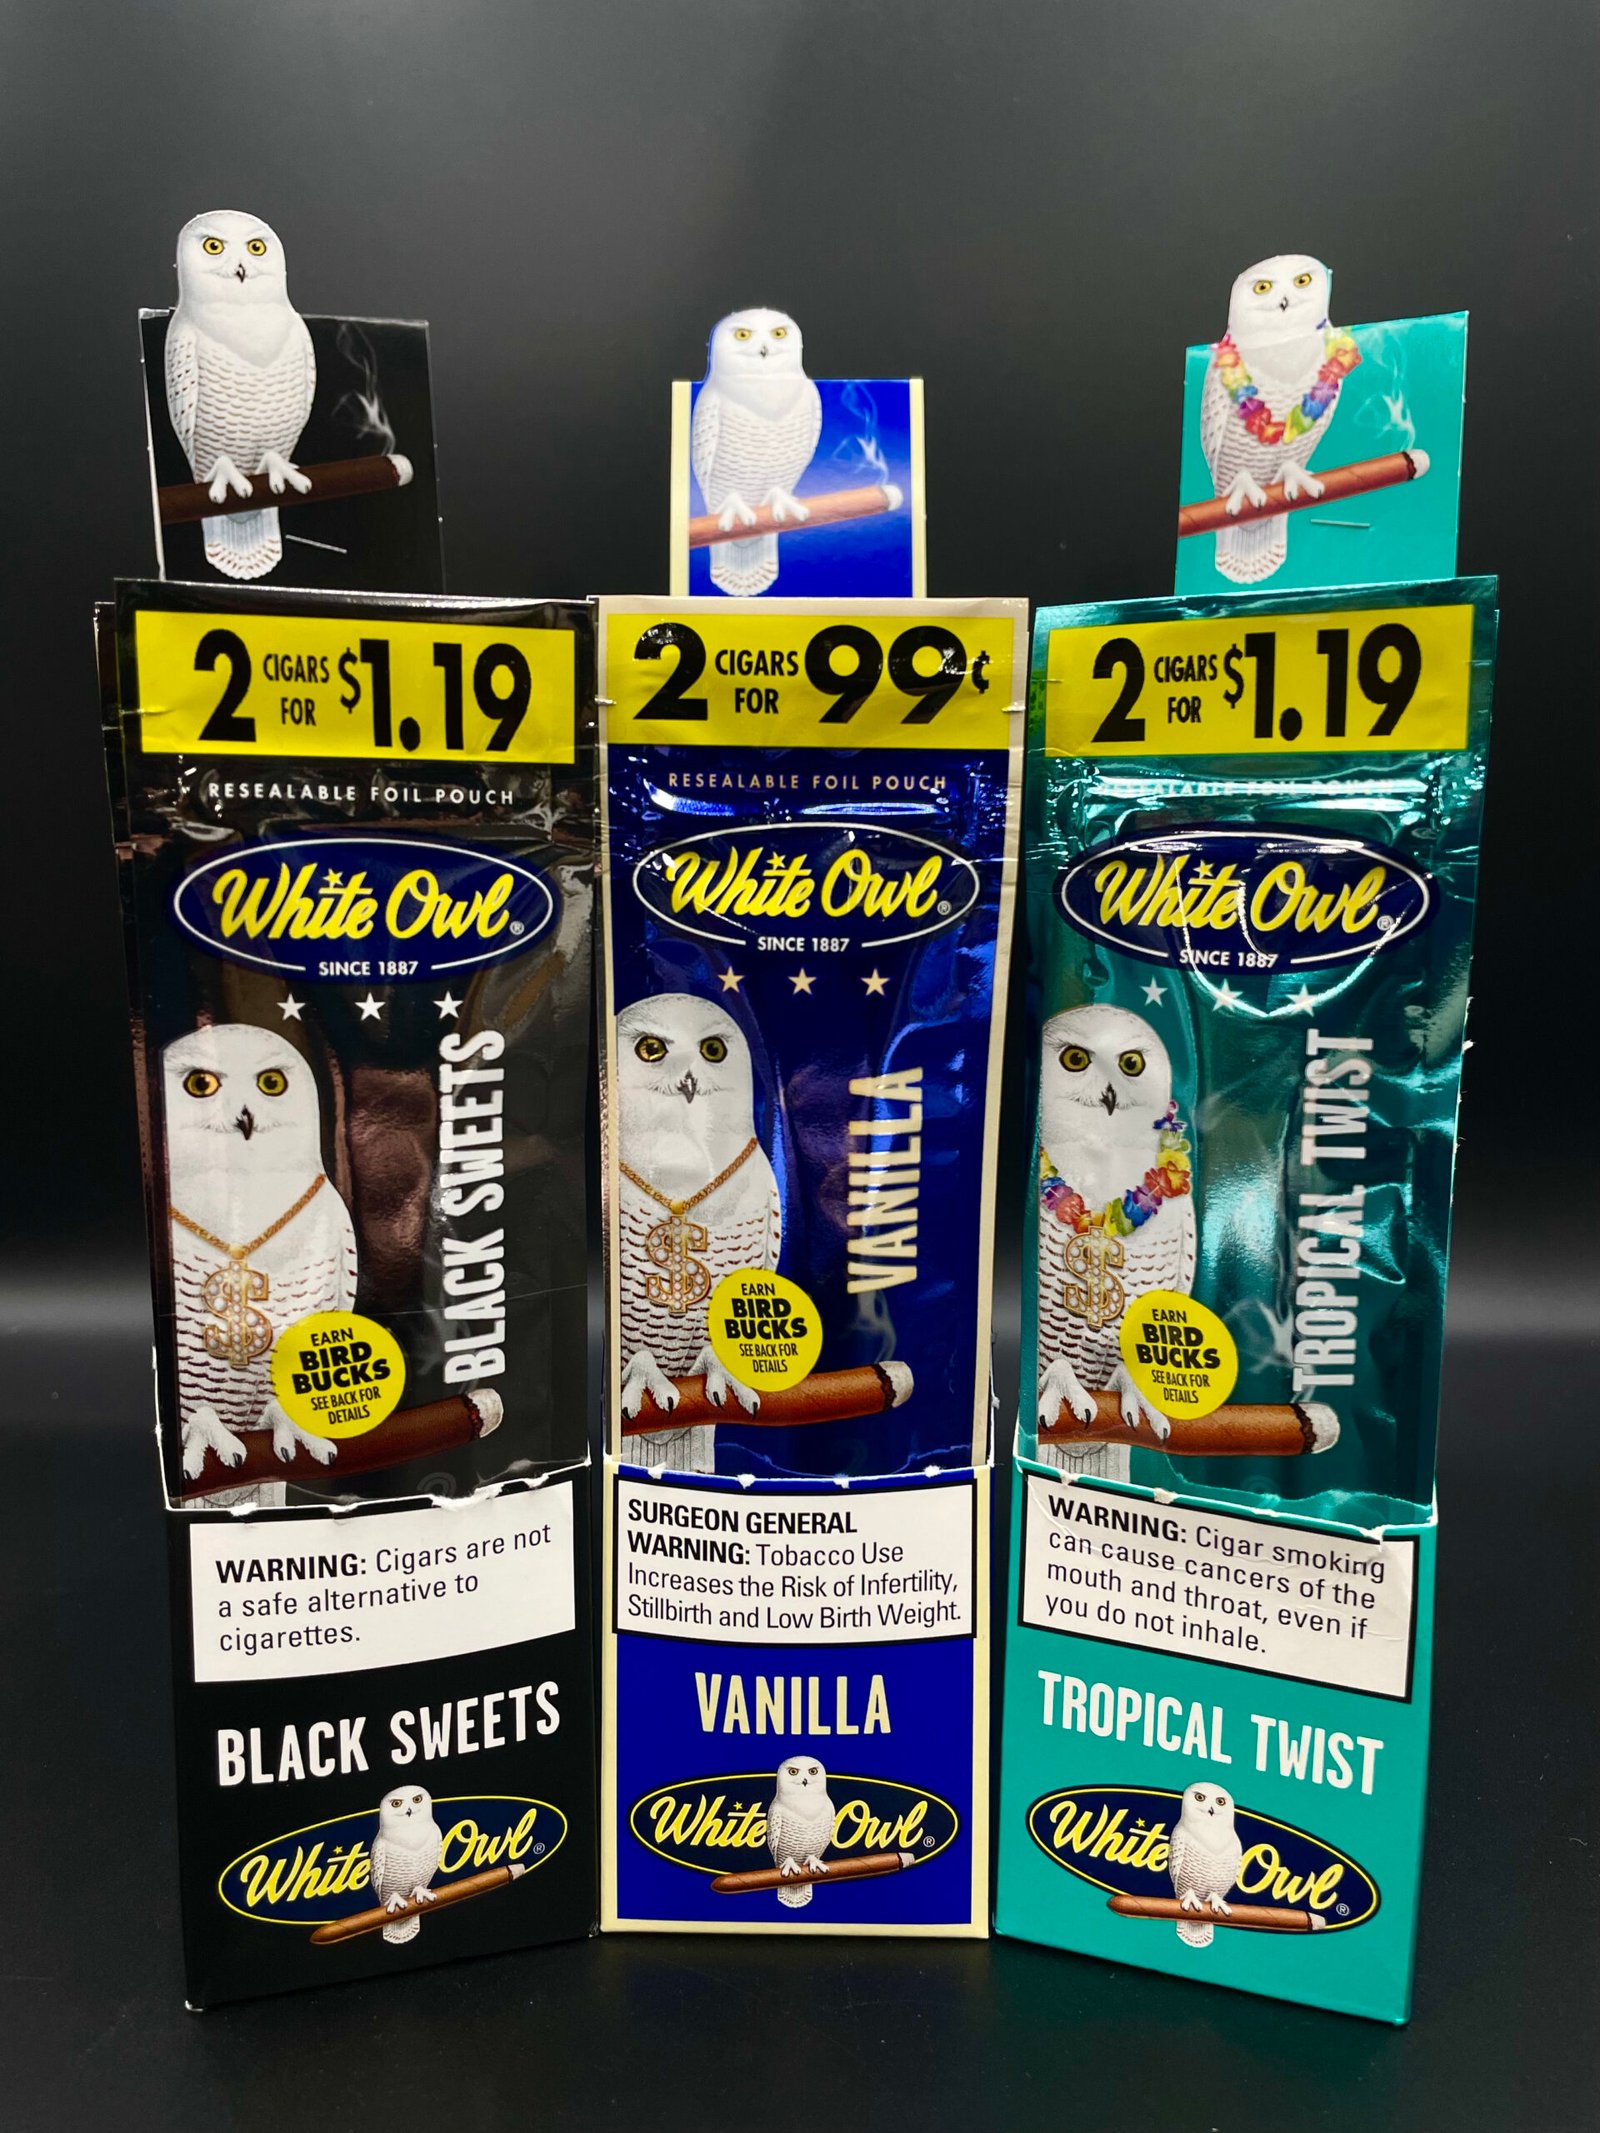 2 CIGARS FOR $1.19
RESEALABLE FOIL POUCH
White Owl®
SINCE 1887
BLACK SWEETS
EARN
BIRD
BUCKS
SEE BACK FOR
DETAILS
WARNING: Cigars are not
a safe alternative to
cigarettes.
BLACK SWEETS
White Owl®
2 CIGARS FOR 99¢
RESEALABLE FOIL POUCH
White Owl®
SINCE 1887
VANILLA
EARN
BIRD
BUCKS
SEE BACK FOR
DETAILS
SURGEON GENERAL
WARNING: Tobacco Use
Increases the Risk of Infertility,
Stillbirth and Low Birth Weight.
VANILLA
White Owl®
2 CIGARS FOR $1.19
RESEALABLE FOIL POUCH
White Owl®
SINCE 1887
TROPICAL TWIST
EARN
BIRD
BUCKS
SEE BACK FOR
DETAILS
WARNING: Cigar smoking
can cause cancers of the
mouth and throat, even if
you do not inhale.
TROPICAL TWIST
White Owl®